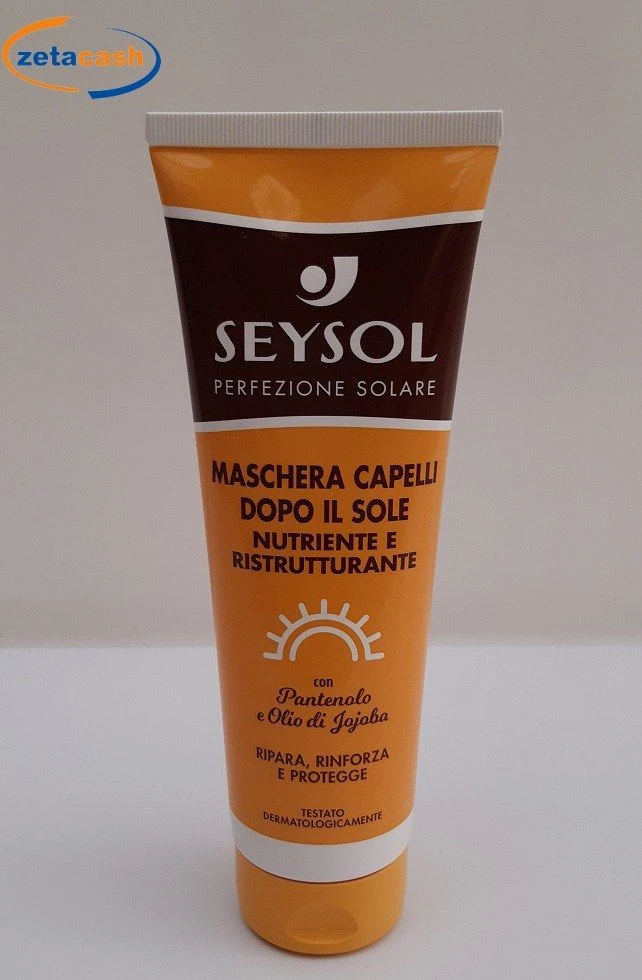 zetacash
SEYSOL
PERFEZIONE SOLARE
MASCHERA CAPELLI
DOPO IL SOLE
NUTRIENTE E
RISTRUTTURANTE
con
Pantenolo
e Olio di Jojoba
RIPARA, RINFORZA
E PROTEGGE
TESTATO
DERMATOLOGICAMENTE